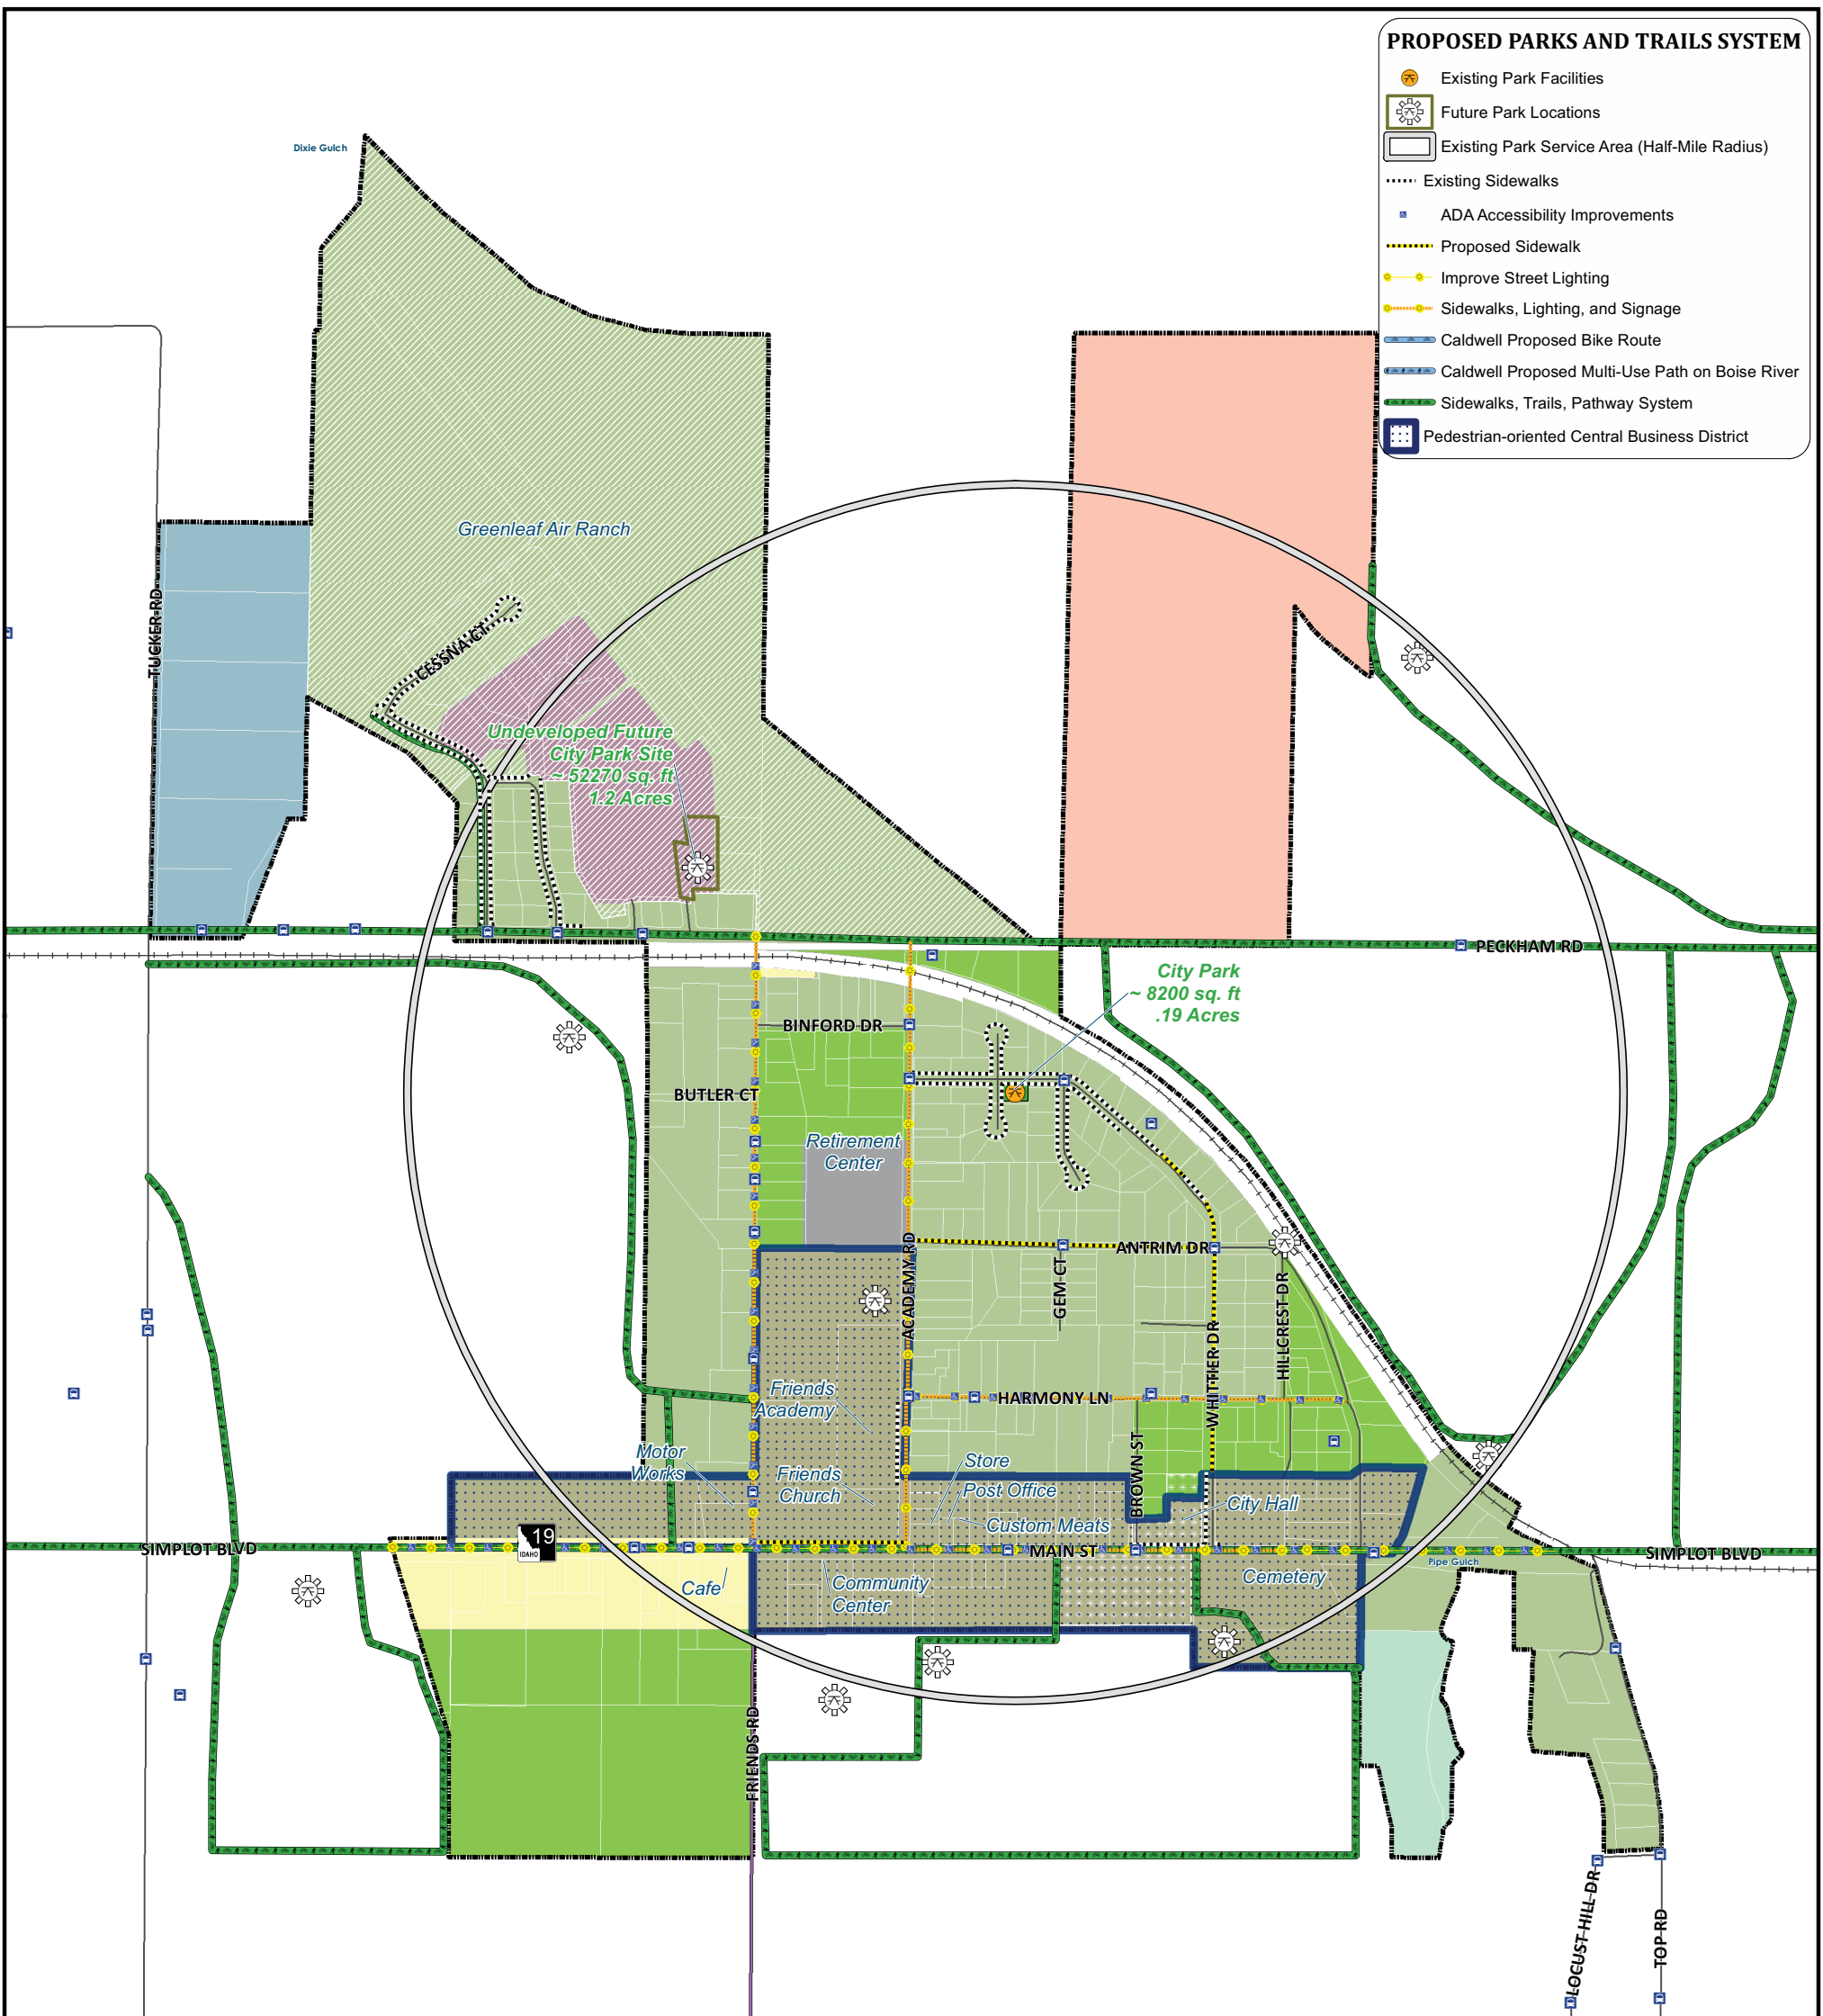 PROPOSED PARKS AND TRAILS SYSTEM
Existing Park Facilities
Future Park Locations
Existing Park Service Area (Half-Mile Radius)
Existing Sidewalks
ADA Accessibility Improvements
Proposed Sidewalk
Improve Street Lighting
Sidewalks, Lighting, and Signage
Caldwell Proposed Bike Route
Caldwell Proposed Multi-Use Path on Boise River
Sidewalks, Trails, Pathway System
Pedestrian-oriented Central Business District
Dixie Gulch
Greenleaf Air Ranch
TUCKER RD
CESSNA CT
Undeveloped Future
City Park Site
~ 52270 sq. ft
1.2 Acres
PECKHAM RD
City Park
~ 8200 sq. ft
.19 Acres
BINFORD DR
BUTLER CT
Retirement
Center
ACADEMY RD
ANTRIM DR
GEM CT
WHITTIER DR
HILLCREST DR
Friends
Academy
HARMONY LN
BROWN ST
Motor
Works
Friends
Church
Store
Post Office
Custom Meats
City Hall
19
IDAHO
SIMPLOT BLVD
MAIN ST
SIMPLOT BLVD
Pipe Gulch
Cafe
Community
Center
Cemetery
FRIENDS RD
LOCUST HILL DR
TOP RD